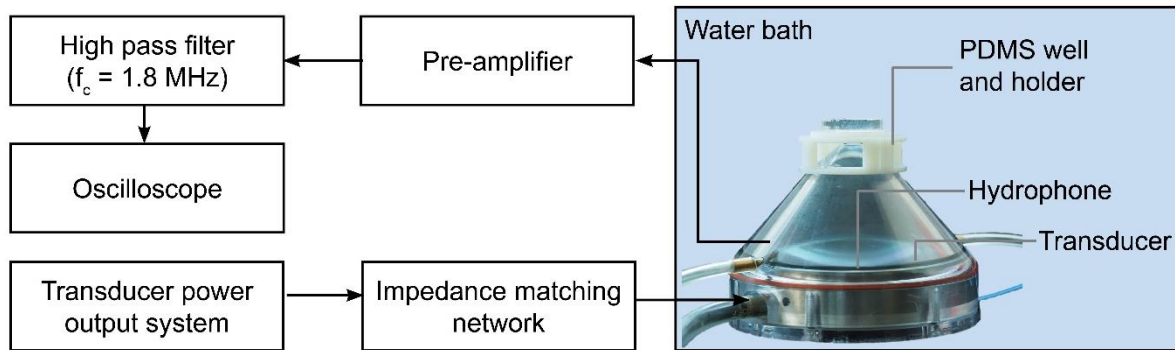 High pass filter
(fc = 1.8 MHz)
Pre-amplifier
Water bath
PDMS well
and holder
Oscilloscope
Hydrophone
Transducer
Transducer power
output system
Impedance matching
network